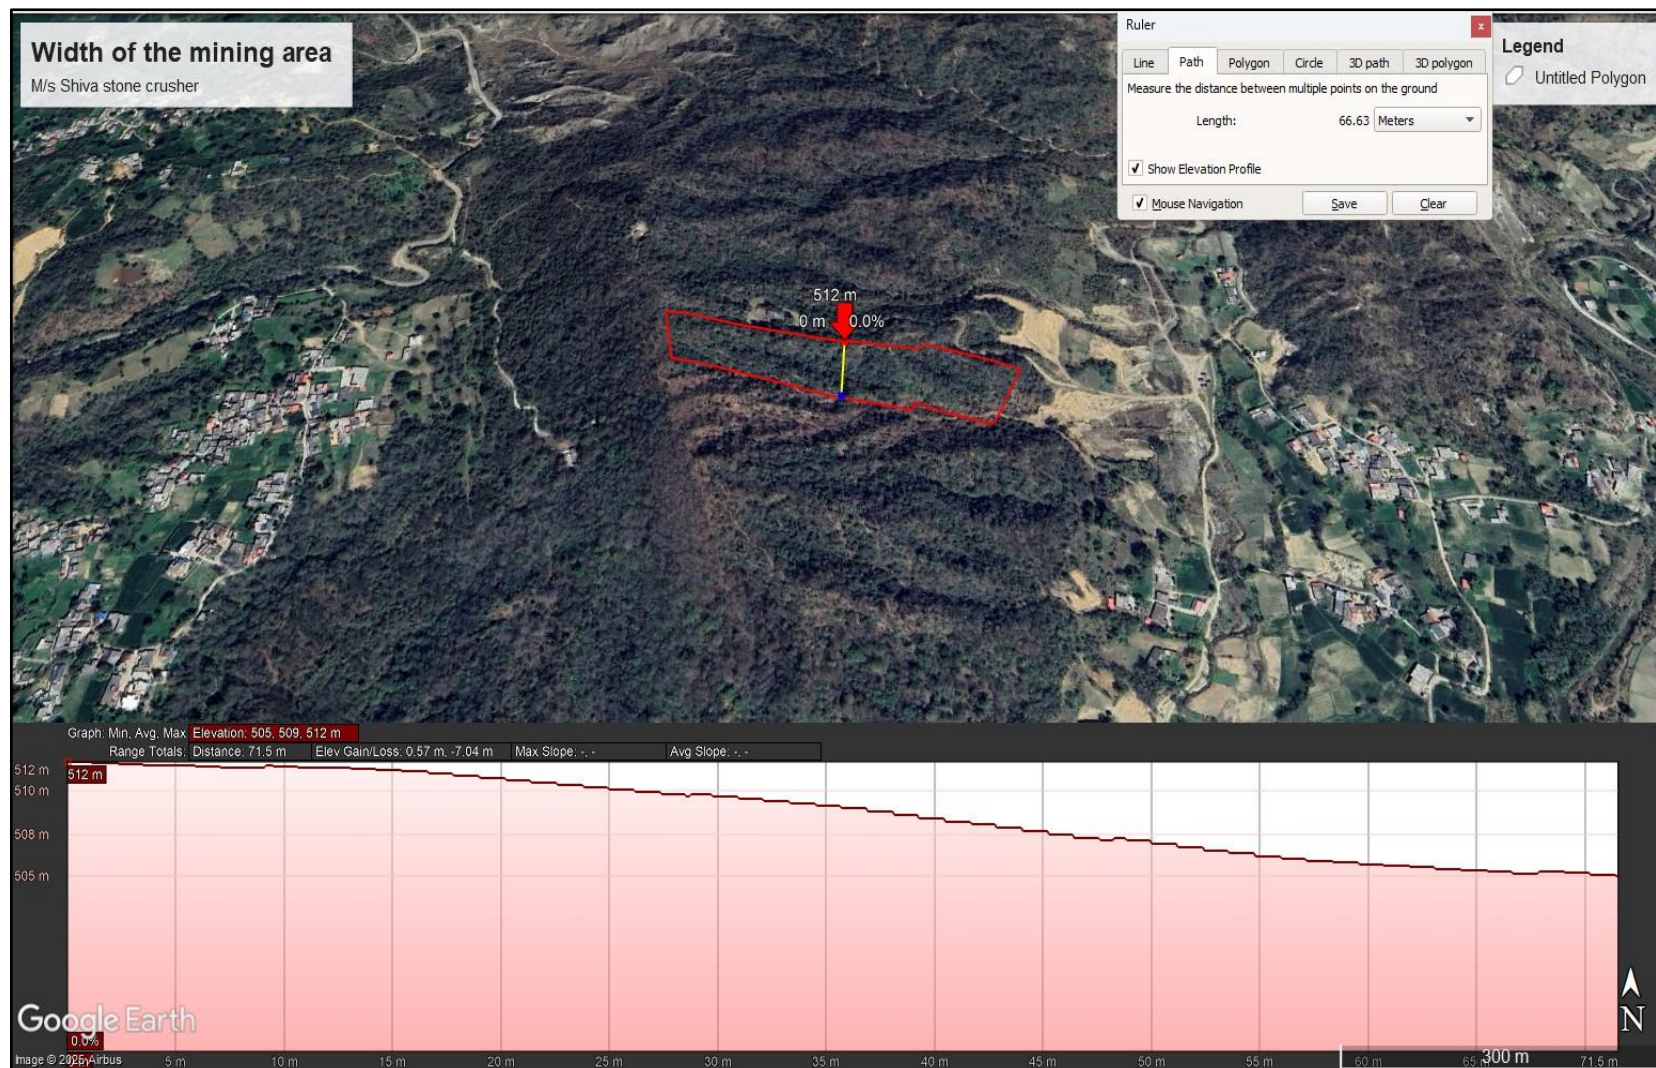 Width of the mining area
M/s Shiva stone crusher
Ruler
x
Line Path Polygon Circle 3D path 3D polygon
Measure the distance between multiple points on the ground
Length: 66.63 Meters
Show Elevation Profile
Mouse Navigation Save Clear
Legend
Untitled Polygon
512 m
0 m 0.0%
Graph: Min, Avg, Max Elevation: 505, 509, 512 m
Range Totals: Distance: 71.5 m Elev Gain/Loss: 0.57 m, -7.04 m Max Slope: -, - Avg Slope: -, -
512 m
512 m
510 m
508 m
505 m
Google Earth
N
0.0%
Image © 2025 Airbus
5 m 10 m 15 m 20 m 25 m 30 m 35 m 40 m 45 m 50 m 55 m 60 m 65 300 m 71.5 m